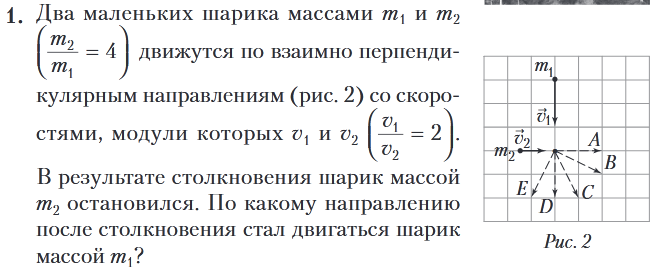 1. Два маленьких шарика массами m₁ и m₂
(m₂/m₁ = 4) движутся по взаимно перпенди-
кулярным направлениям (рис. 2) со скоро-
стями, модули которых v₁ и v₂ (v₁/v₂ = 2).
В результате столкновения шарик массой
m₂ остановился. По какому направлению
после столкновения стал двигаться шарик
массой m₁?
m₁
v⃗₁
v⃗₂
m₂
A
B
C
D
E
Рис. 2